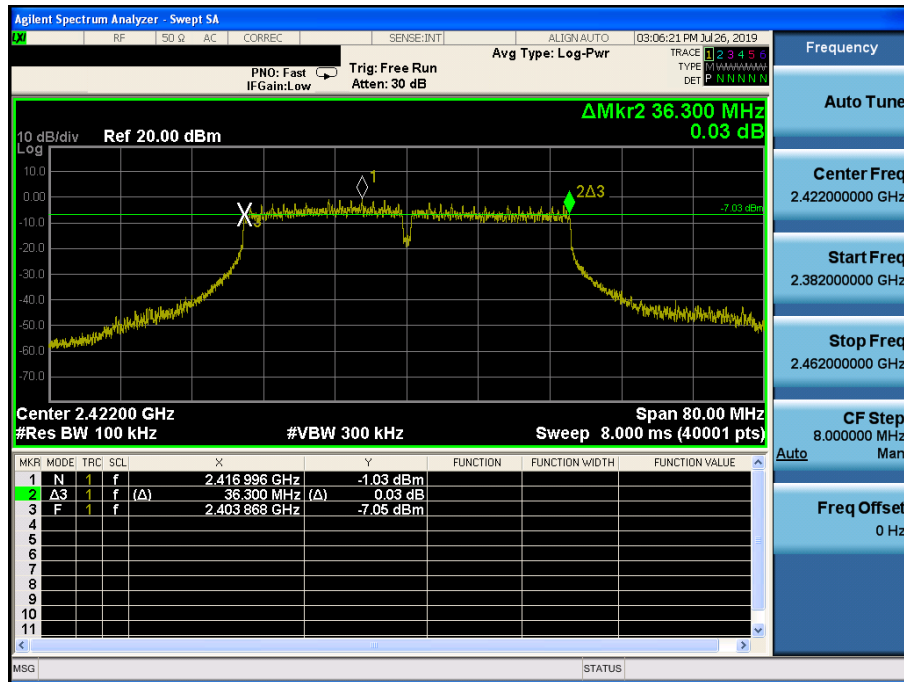 Agilent Spectrum Analyzer - Swept SA
LXI RF 50 Ω AC CORREC SENSE:INT ALIGN AUTO 03:06:21 PM Jul 26, 2019
PNO: Fast Trig: Free Run Avg Type: Log-Pwr TRACE 1 2 3 4 5 6
IFGain:Low Atten: 30 dB TYPE M WWWWW
DET P N N N N N
ΔMkr2 36.300 MHz
0.03 dB
10 dB/div Ref 20.00 dBm
Log
10.0
0.00
-10.0
-20.0
-30.0
-40.0
-50.0
-60.0
-70.0
1
2Δ3
3
-7.03 dBm
Center 2.42200 GHz Span 80.00 MHz
#Res BW 100 kHz #VBW 300 kHz Sweep 8.000 ms (40001 pts)
MKR MODE TRC SCL X Y FUNCTION FUNCTION WIDTH FUNCTION VALUE
1 N 1 f 2.416 996 GHz -1.03 dBm
2 Δ3 1 f (Δ) 36.300 MHz (Δ) 0.03 dB
3 F 1 f 2.403 868 GHz -7.05 dBm
4
5
6
7
8
9
10
11
MSG STATUS
Frequency
Auto Tune
Center Freq
2.422000000 GHz
Start Freq
2.382000000 GHz
Stop Freq
2.462000000 GHz
CF Step
8.000000 MHz
Auto Man
Freq Offset
0 Hz